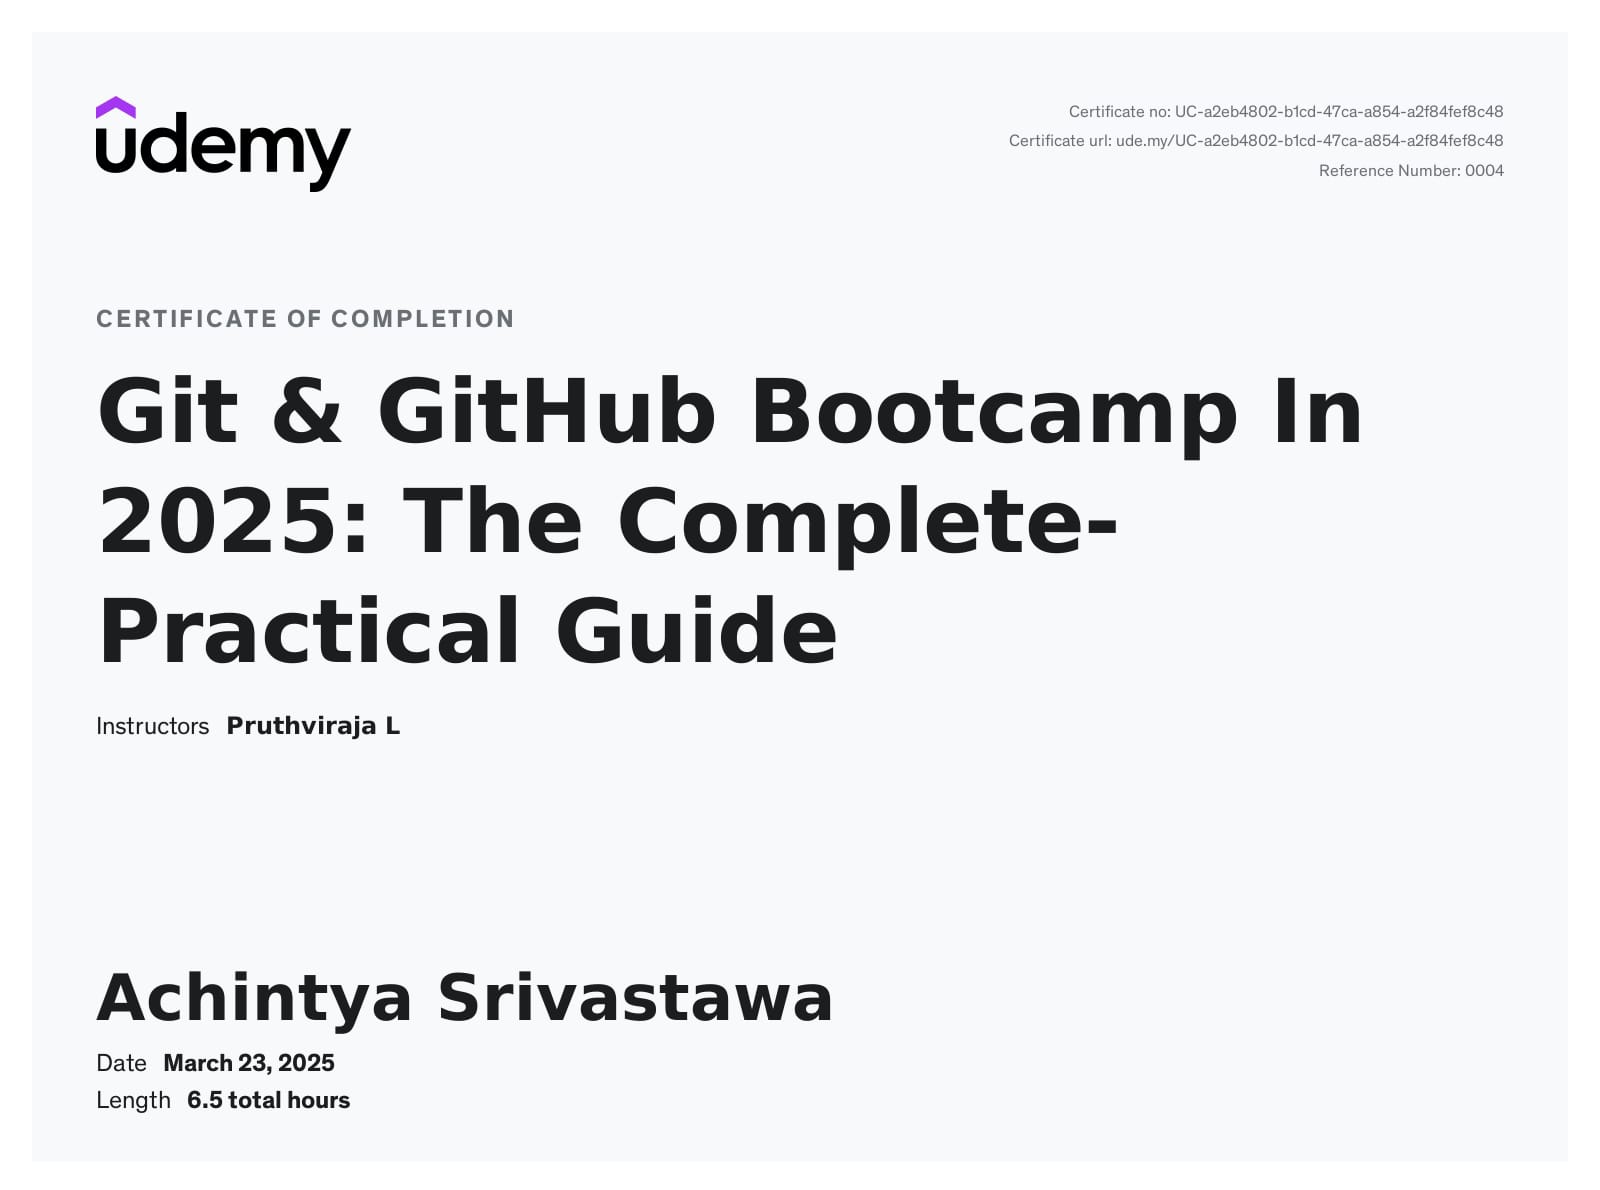 udemy
Certificate no: UC-a2eb4802-b1cd-47ca-a854-a2f84fef8c48
Certificate url: ude.my/UC-a2eb4802-b1cd-47ca-a854-a2f84fef8c48
Reference Number: 0004
CERTIFICATE OF COMPLETION
Git & GitHub Bootcamp In
2025: The Complete-
Practical Guide
Instructors Pruthviraja L
Achintya Srivastawa
Date March 23, 2025
Length 6.5 total hours